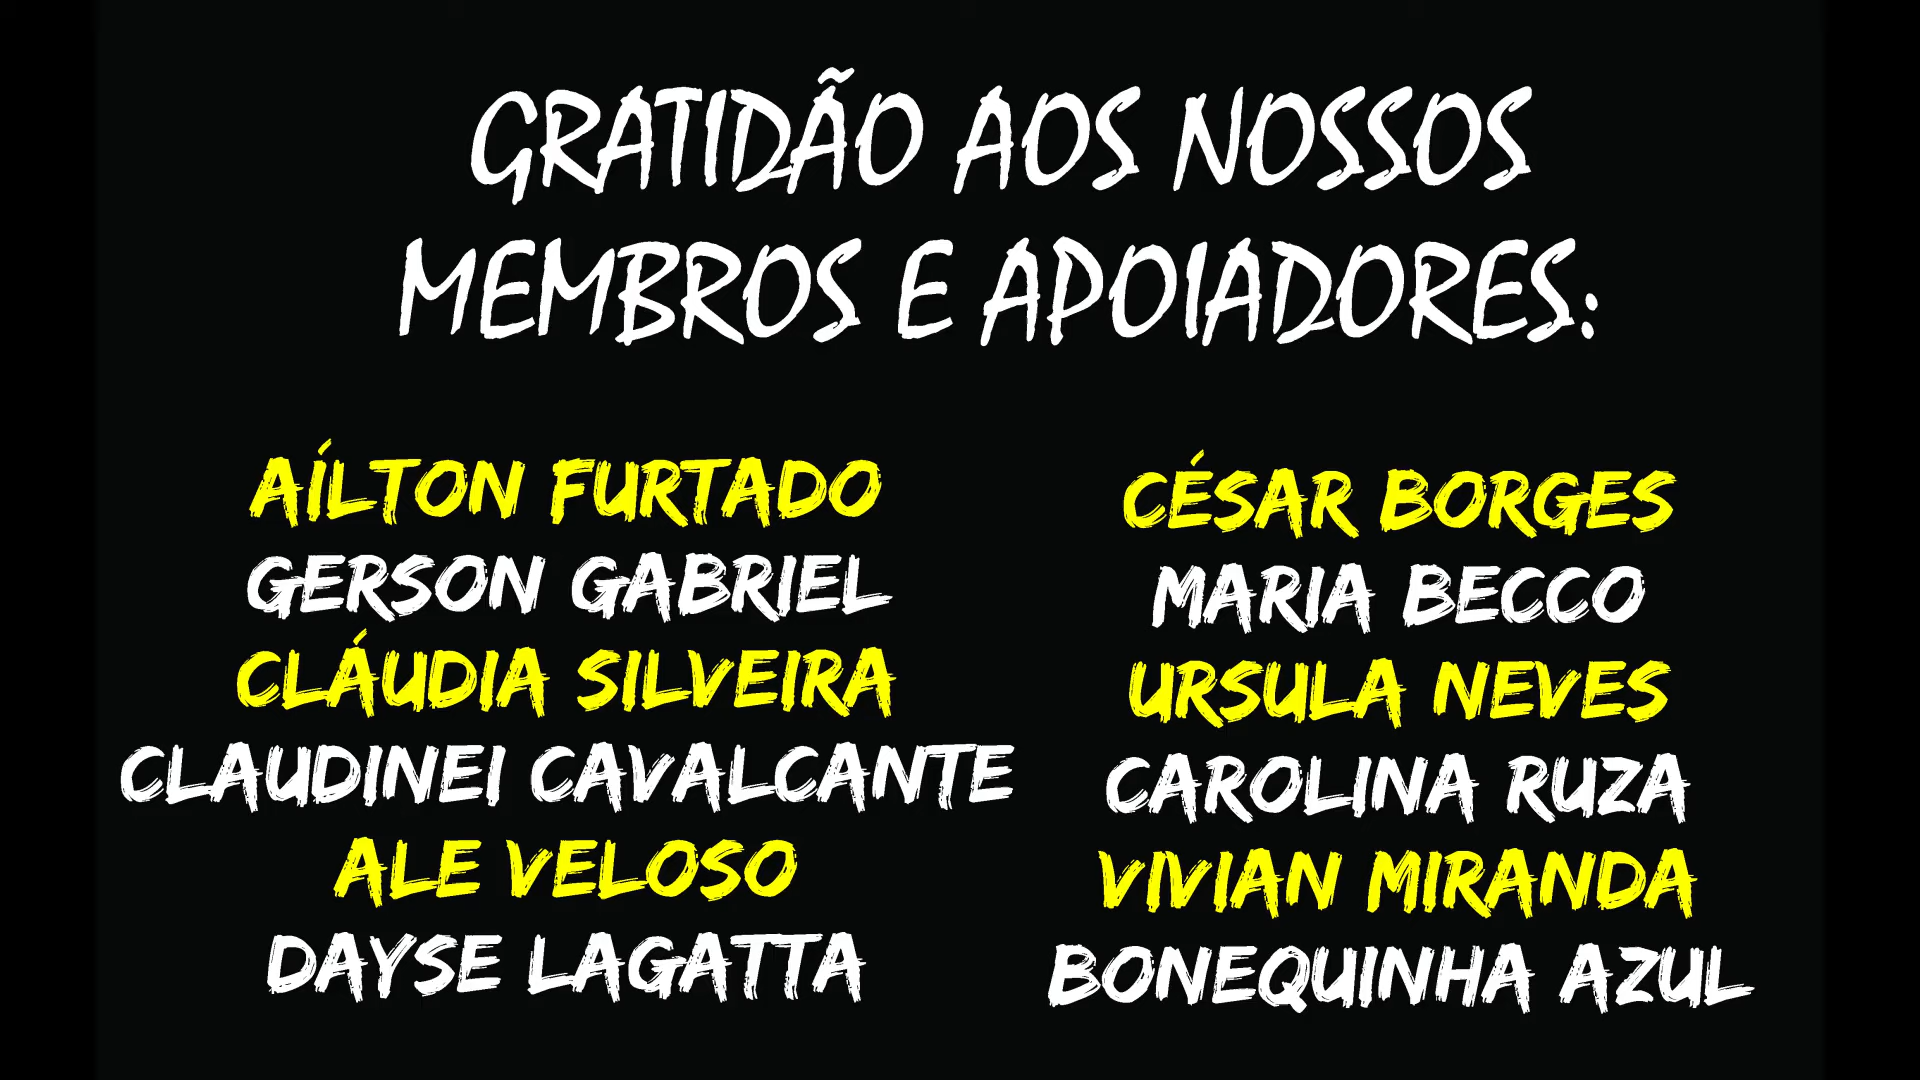 GRATIDÃO AOS NOSSOS
MEMBROS E APOIADORES:
AÍLTON FURTADO
GERSON GABRIEL
CLÁUDIA SILVEIRA
CLAUDINEI CAVALCANTE
ALE VELOSO
DAYSE LAGATTA
CÉSAR BORGES
MARIA BECCO
URSULA NEVES
CAROLINA RUZA
VIVIAN MIRANDA
BONEQUINHA AZUL